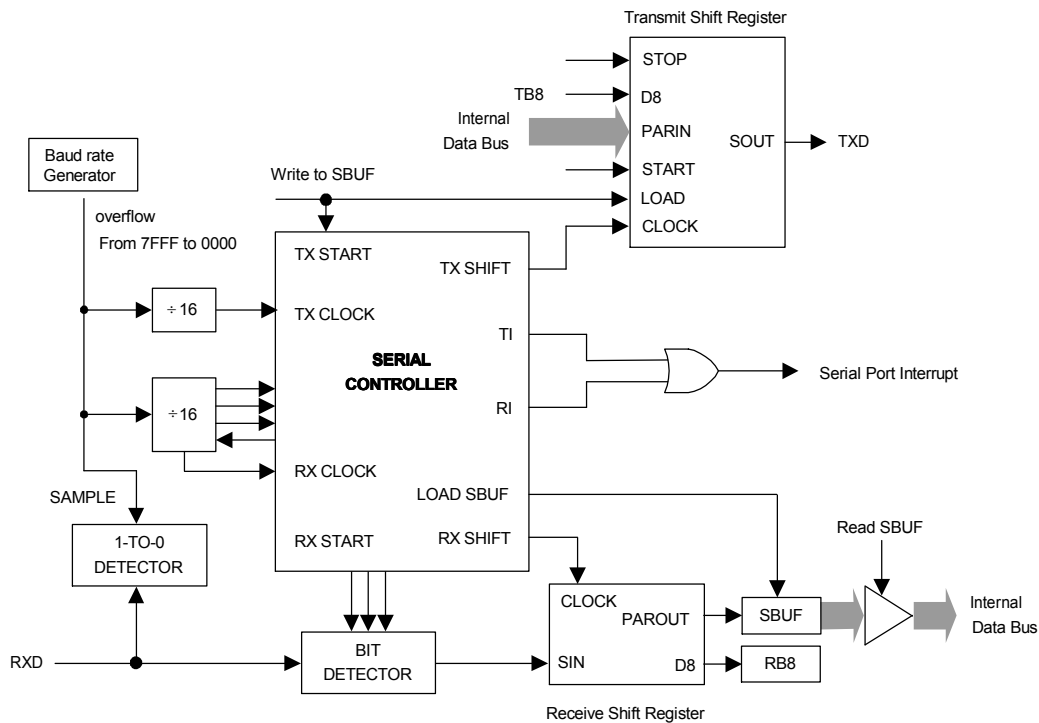 Transmit Shift Register
STOP
TB8
D8
Internal
Data Bus
PARIN
SOUT
TXD
START
LOAD
CLOCK
Baud rate
Generator
Write to SBUF
overflow
From 7FFF to 0000
TX START
TX SHIFT
÷ 16
TX CLOCK
TI
SERIAL
CONTROLLER
Serial Port Interrupt
÷ 16
RI
RX CLOCK
SAMPLE
LOAD SBUF
1-TO-0
DETECTOR
RX START
RX SHIFT
Read SBUF
CLOCK
PAROUT
SBUF
Internal
Data Bus
RXD
BIT
DETECTOR
SIN
D8
RB8
Receive Shift Register